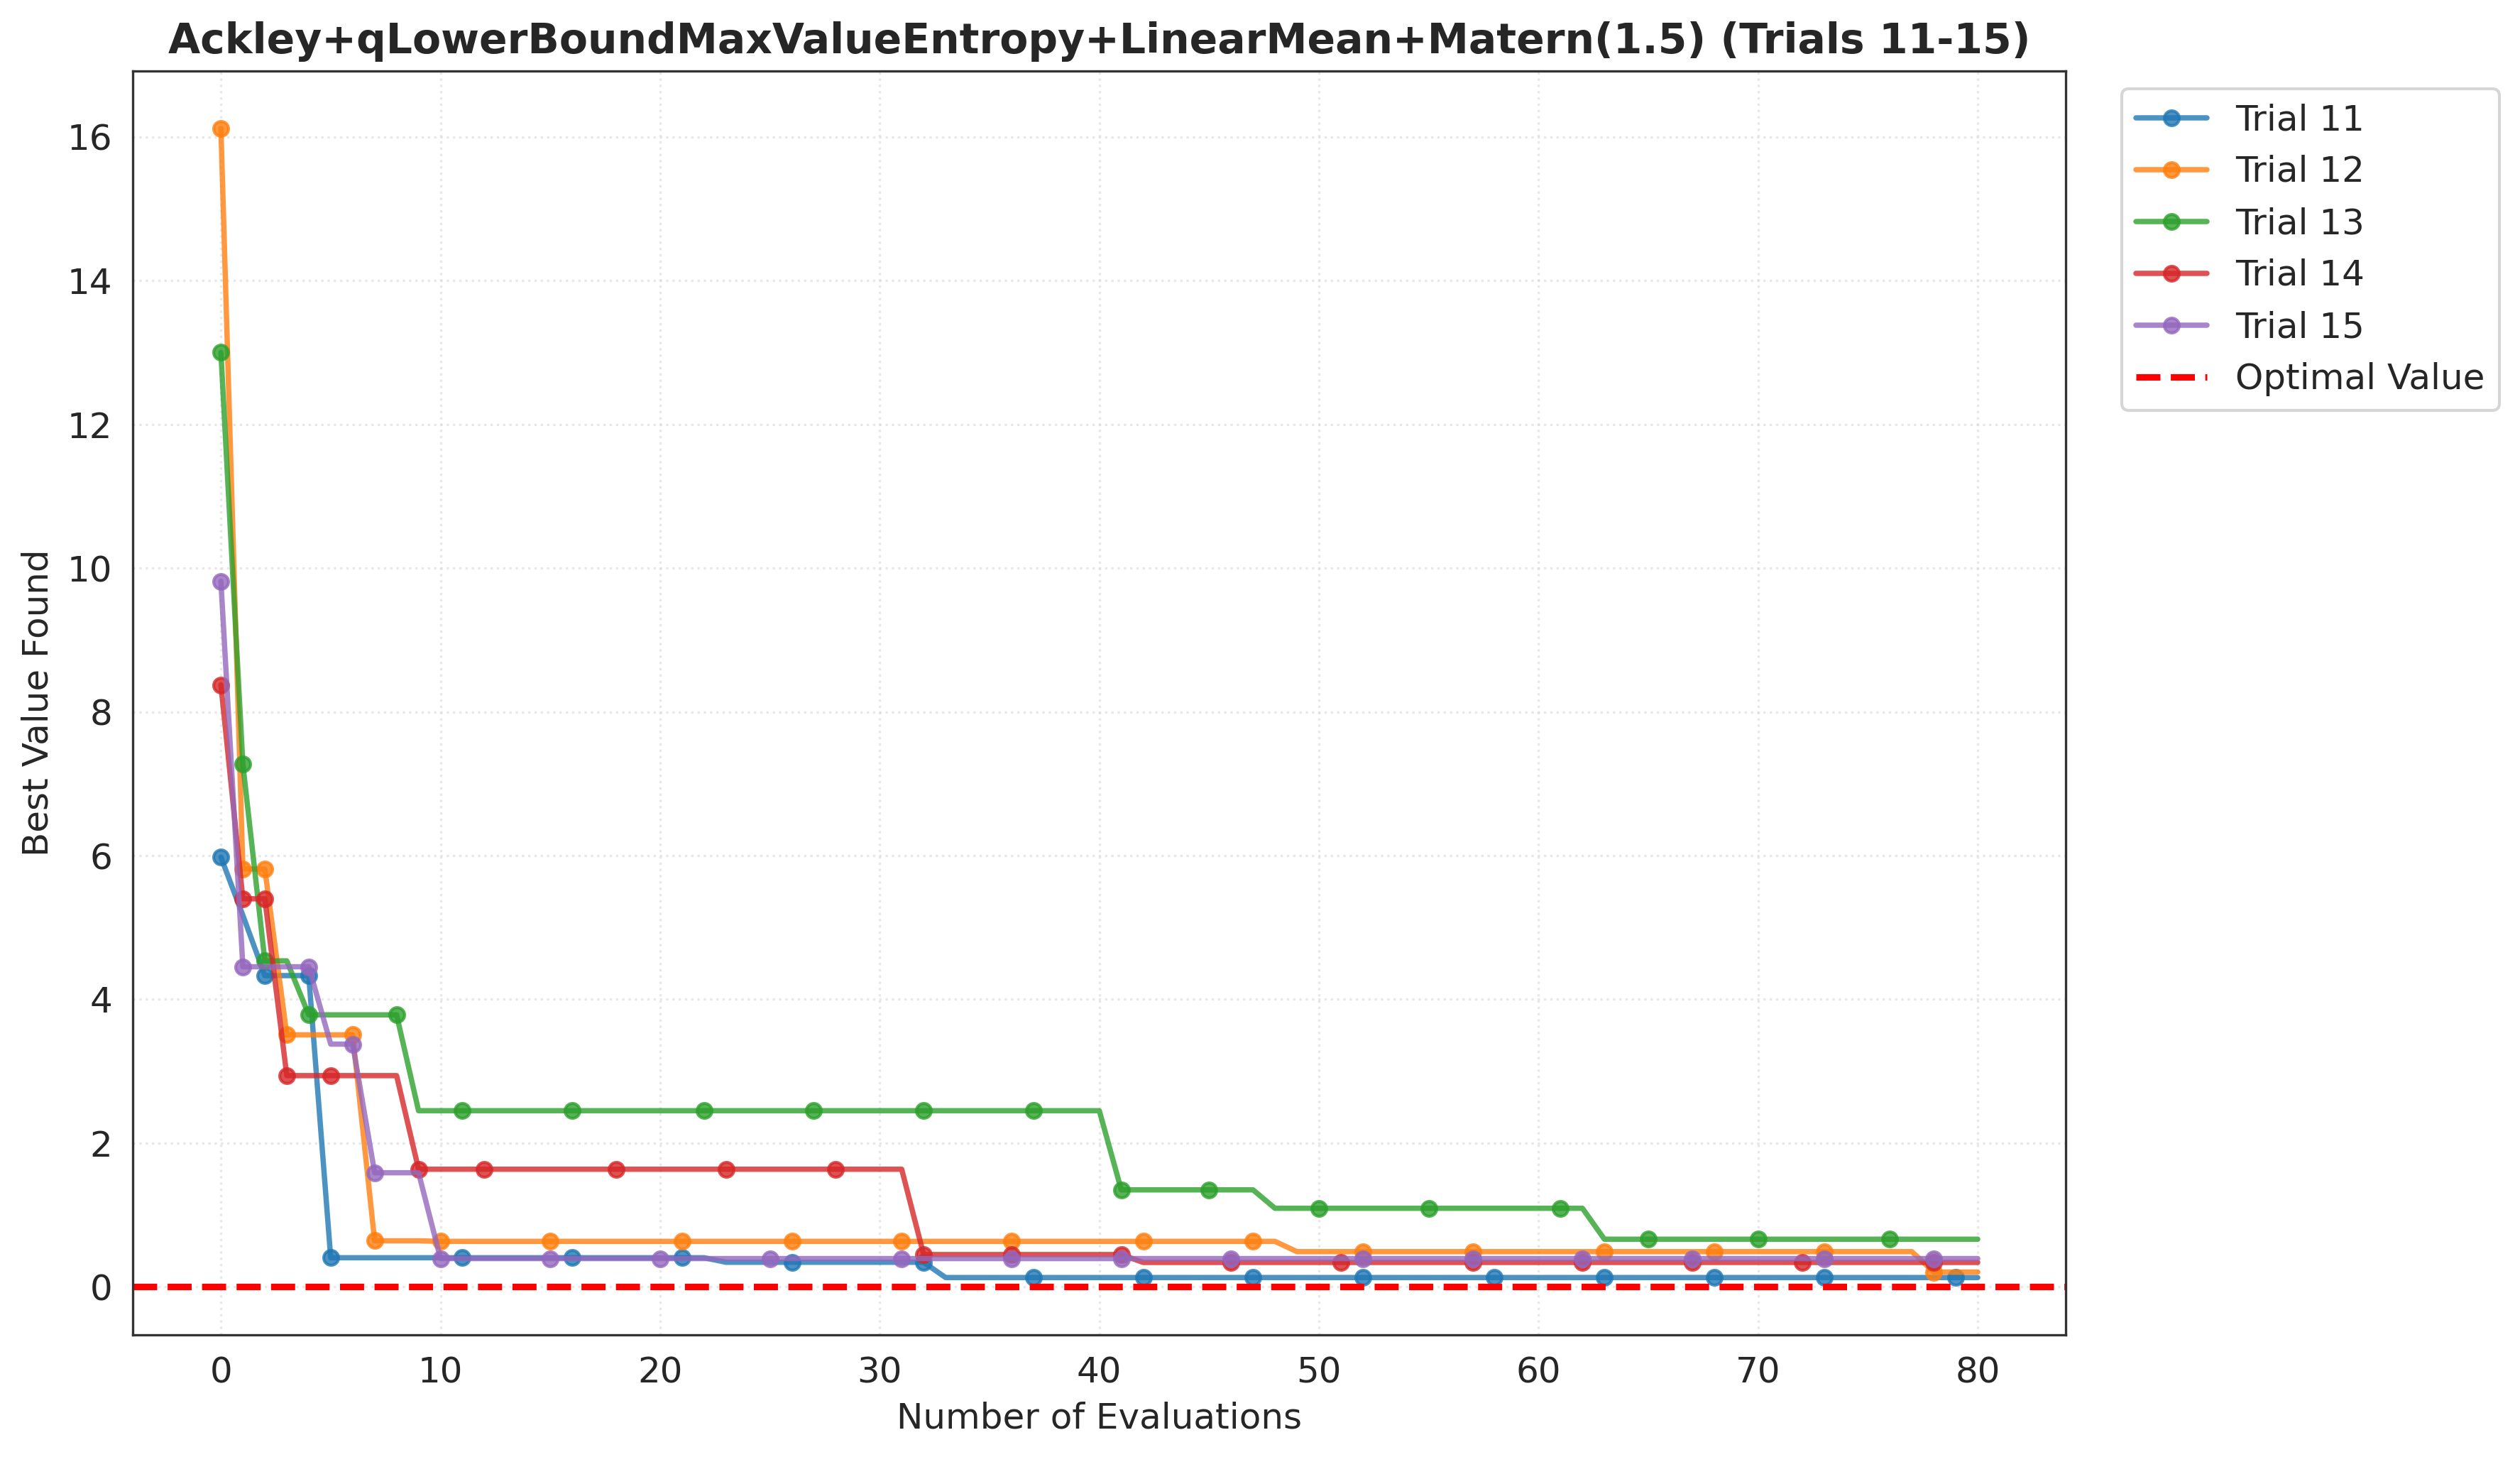 Ackley+qLowerBoundMaxValueEntropy+LinearMean+Matern(1.5) (Trials 11-15)
Trial 11
Trial 12
Trial 13
Trial 14
Trial 15
Optimal Value
Best Value Found
16
14
12
10
8
6
4
2
0
0 10 20 30 40 50 60 70 80
Number of Evaluations